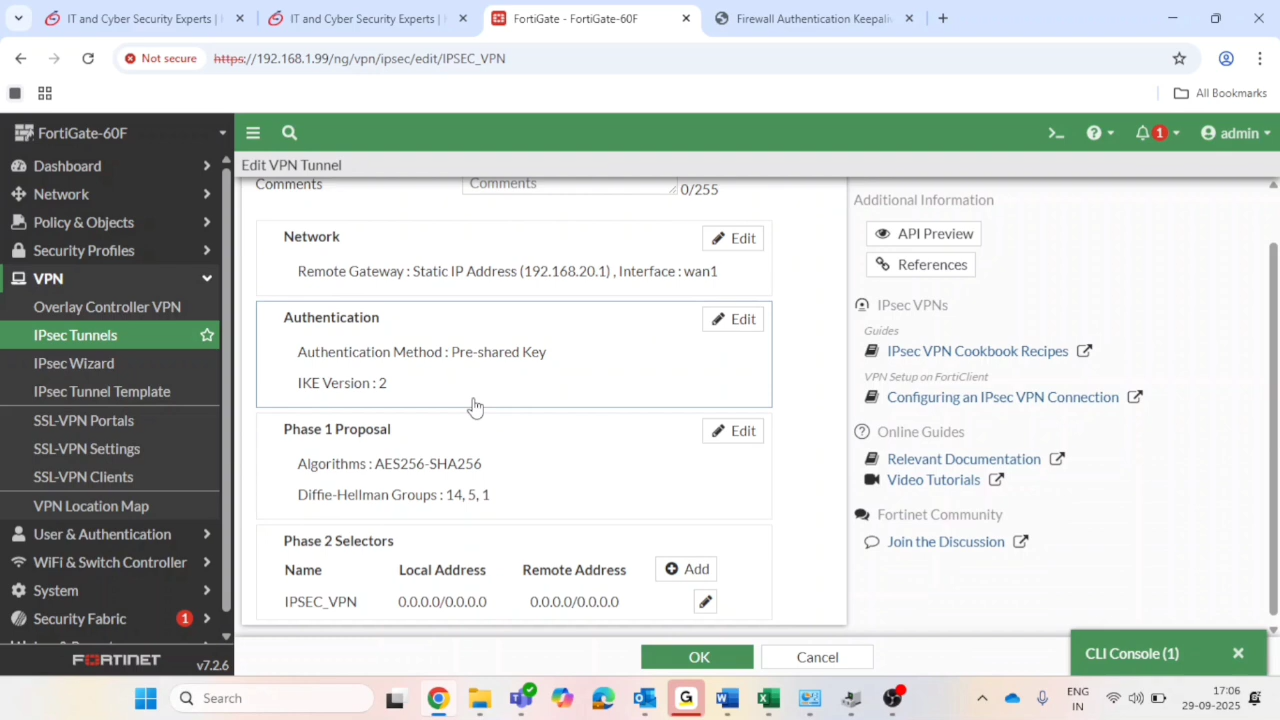 IT and Cyber Security Experts |
IT and Cyber Security Experts |
FortiGate - FortiGate-60F
Firewall Authentication Keepali
Not secure
https://192.168.1.99/ng/vpn/ipsec/edit/IPSEC_VPN
All Bookmarks
FortiGate-60F
1
admin
Dashboard
Network
Policy & Objects
Security Profiles
VPN
Overlay Controller VPN
IPsec Tunnels
IPsec Wizard
IPsec Tunnel Template
SSL-VPN Portals
SSL-VPN Settings
SSL-VPN Clients
VPN Location Map
User & Authentication
WiFi & Switch Controller
System
Security Fabric 1
FORTINET v7.2.6
Edit VPN Tunnel
Comments Comments 0/255
Network Edit
Remote Gateway : Static IP Address (192.168.20.1) , Interface : wan1
Authentication Edit
Authentication Method : Pre-shared Key
IKE Version : 2
Phase 1 Proposal Edit
Algorithms : AES256-SHA256
Diffie-Hellman Groups : 14, 5, 1
Phase 2 Selectors
Name Local Address Remote Address Add
IPSEC_VPN 0.0.0.0/0.0.0.0 0.0.0.0/0.0.0.0
OK Cancel
Additional Information
API Preview
References
IPsec VPNs
Guides
IPsec VPN Cookbook Recipes
VPN Setup on FortiClient
Configuring an IPsec VPN Connection
Online Guides
Relevant Documentation
Video Tutorials
Fortinet Community
Join the Discussion
CLI Console (1)
Search
ENG
IN
17:06
29-09-2025